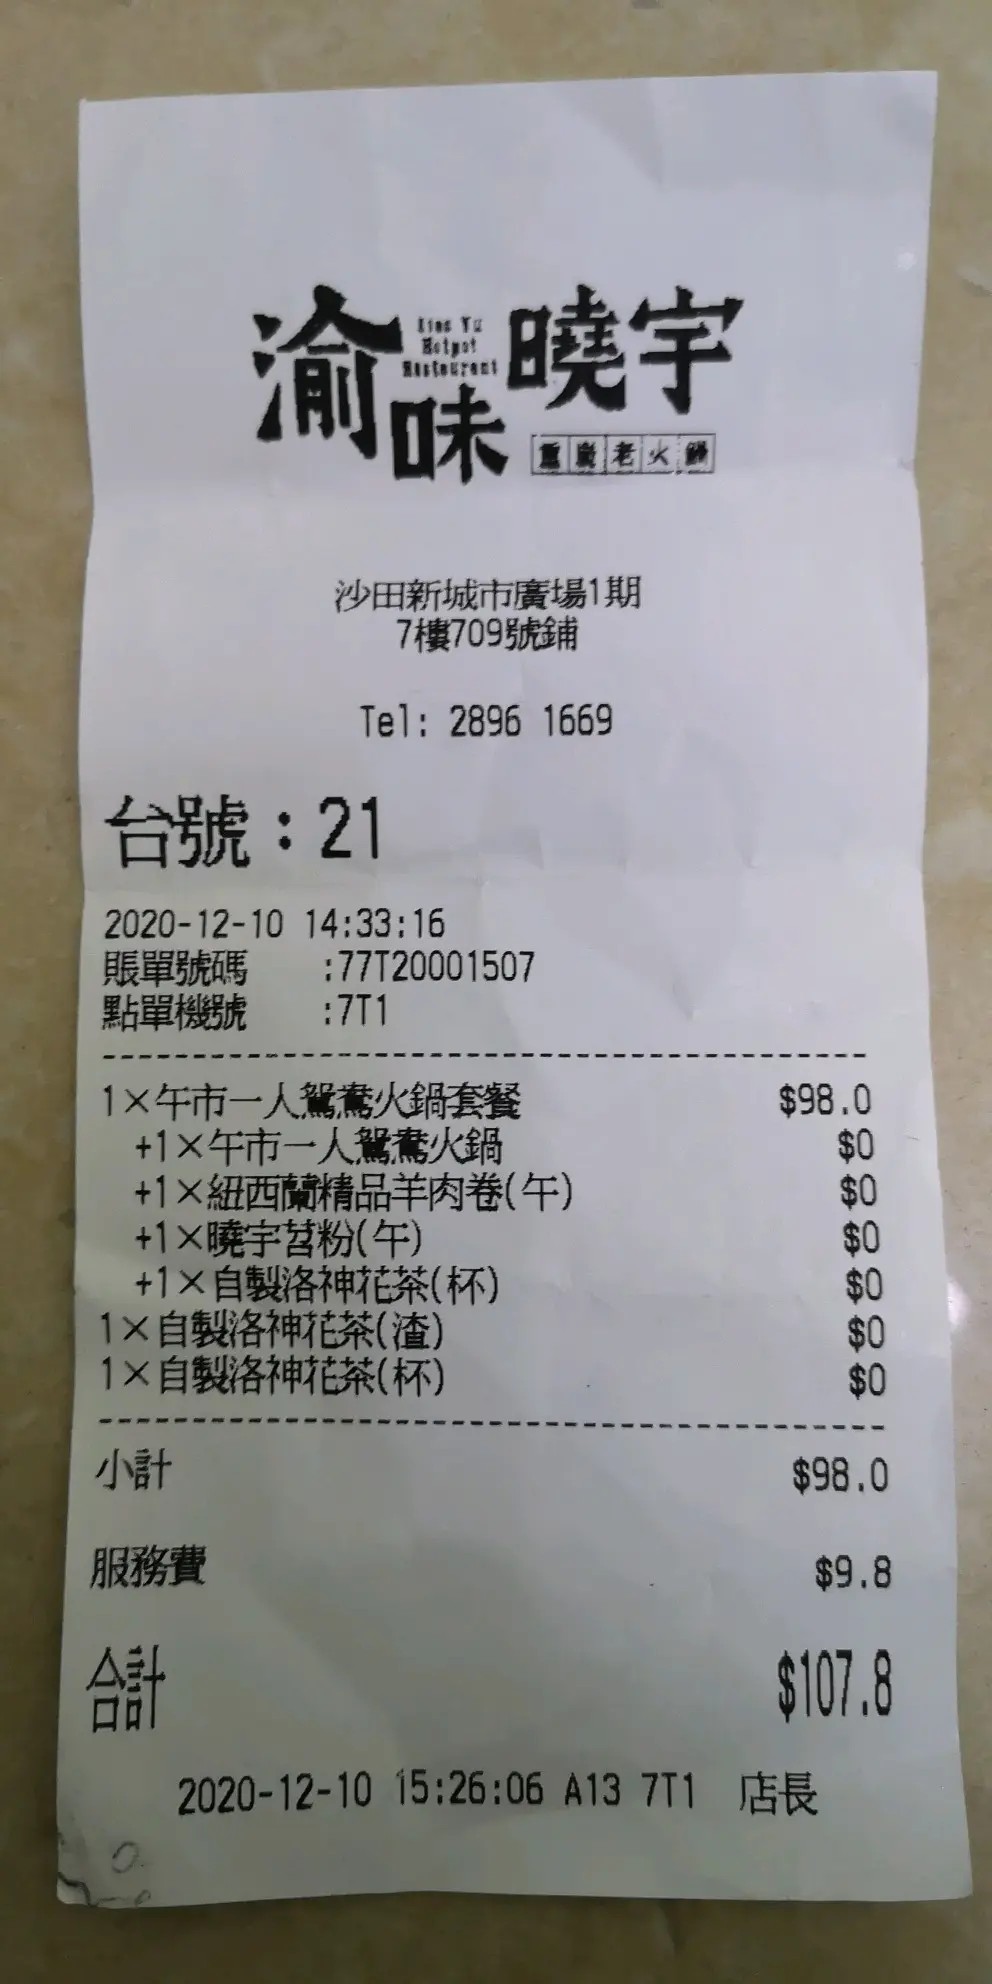 渝味曉宇
Xiao Yu
Hotpot
Restaurant
重慶老火鍋
沙田新城市廣場1期
7樓709號鋪
Tel: 2896 1669
台號：21
2020-12-10 14:33:16
賬單號碼 :77T20001507
點單機號 :7T1
1×午市一人鴛鴦火鍋套餐 $98.0
+1×午市一人鴛鴦火鍋 $0
+1×紐西蘭精品羊肉卷(午) $0
+1×曉宇苕粉(午) $0
+1×自製洛神花茶(杯) $0
1×自製洛神花茶(渣) $0
1×自製洛神花茶(杯) $0
小計 $98.0
服務費 $9.8
合計 $107.8
2020-12-10 15:26:06 A13 7T1 店長